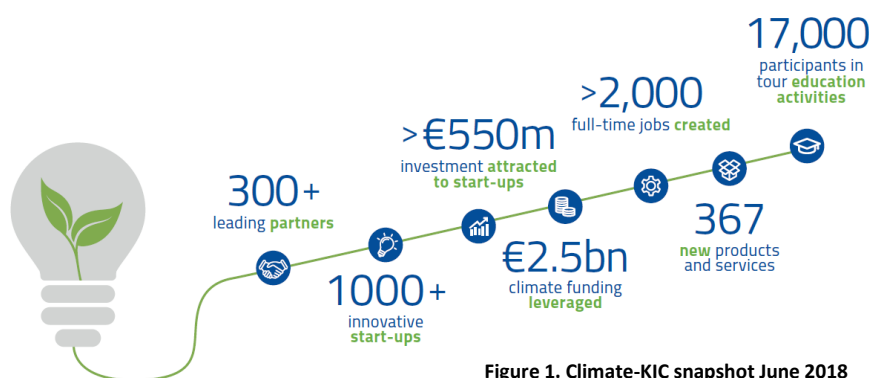 300+
leading partners
1000+
innovative
start-ups
>€550m
investment attracted
to start-ups
€2.5bn
climate funding
leveraged
>2,000
full-time jobs created
367
new products
and services
17,000
participants in
tour education
activities
Figure 1. Climate-KIC snapshot June 2018